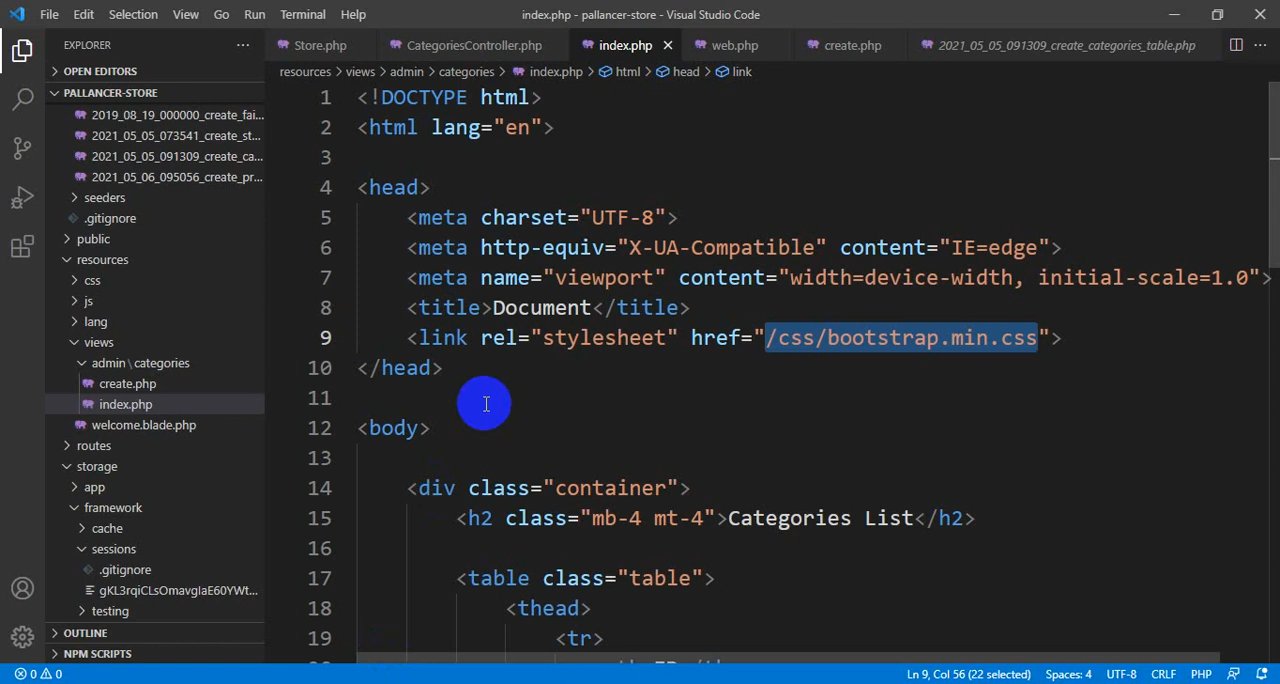 File Edit Selection View Go Run Terminal Help
index.php - pallancer-store - Visual Studio Code
EXPLORER
Store.php
CategoriesController.php
index.php
web.php
create.php
2021_05_05_091309_create_categories_table.php
OPEN EDITORS
PALLANCER-STORE
2019_08_19_000000_create_fai...
2021_05_05_073541_create_st...
2021_05_05_091309_create_ca...
2021_05_06_095056_create_pr...
seeders
.gitignore
public
resources
css
js
lang
views
admin\categories
create.php
index.php
welcome.blade.php
routes
storage
app
framework
cache
sessions
.gitignore
gKL3rqiCLsOmavglaE60YWt...
testing
OUTLINE
NPM SCRIPTS
resources > views > admin > categories > index.php > html > head > link
1 <!DOCTYPE html>
2 <html lang="en">
3
4 <head>
5 <meta charset="UTF-8">
6 <meta http-equiv="X-UA-Compatible" content="IE=edge">
7 <meta name="viewport" content="width=device-width, initial-scale=1.0">
8 <title>Document</title>
9 <link rel="stylesheet" href="/css/bootstrap.min.css">
10 </head>
11
12 <body>
13
14 <div class="container">
15 <h2 class="mb-4 mt-4">Categories List</h2>
16
17 <table class="table">
18 <thead>
19 <tr>
0 0
Ln 9, Col 56 (22 selected) Spaces: 4 UTF-8 CRLF PHP